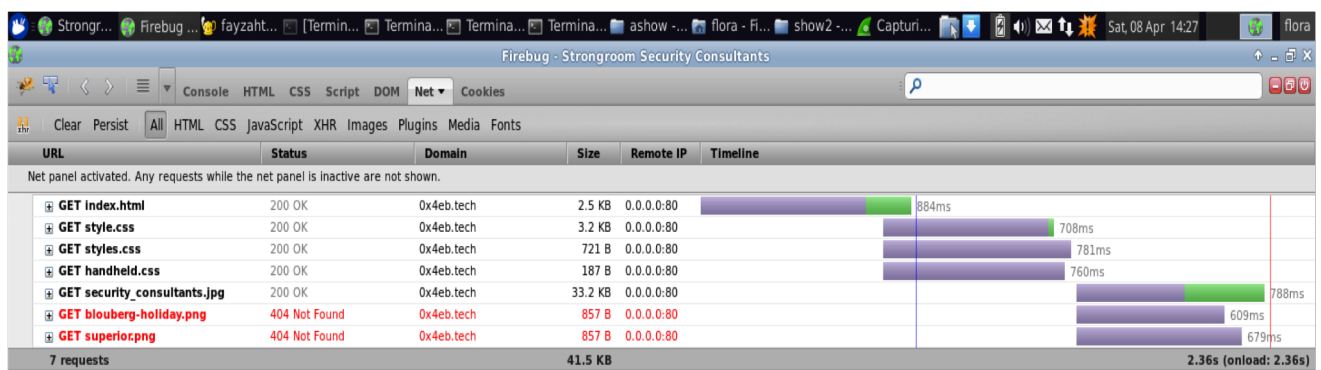 Strongr... Firebug ... fayzaht... [Termin... Termina... Termina... Termina... ashow -... flora - Fi... show2 -... Capturi... Sat, 08 Apr 14:27 flora
Firebug - Strongroom Security Consultants
Console HTML CSS Script DOM Net Cookies
xhr Clear Persist All HTML CSS JavaScript XHR Images Plugins Media Fonts
URL Status Domain Size Remote IP Timeline
Net panel activated. Any requests while the net panel is inactive are not shown.
GET index.html 200 OK 0x4eb.tech 2.5 KB 0.0.0.0:80 884ms
GET style.css 200 OK 0x4eb.tech 3.2 KB 0.0.0.0:80 708ms
GET styles.css 200 OK 0x4eb.tech 721 B 0.0.0.0:80 781ms
GET handheld.css 200 OK 0x4eb.tech 187 B 0.0.0.0:80 760ms
GET security_consultants.jpg 200 OK 0x4eb.tech 33.2 KB 0.0.0.0:80 788ms
GET blouberg-holiday.png 404 Not Found 0x4eb.tech 857 B 0.0.0.0:80 609ms
GET superior.png 404 Not Found 0x4eb.tech 857 B 0.0.0.0:80 679ms
7 requests 41.5 KB 2.36s (onload: 2.36s)